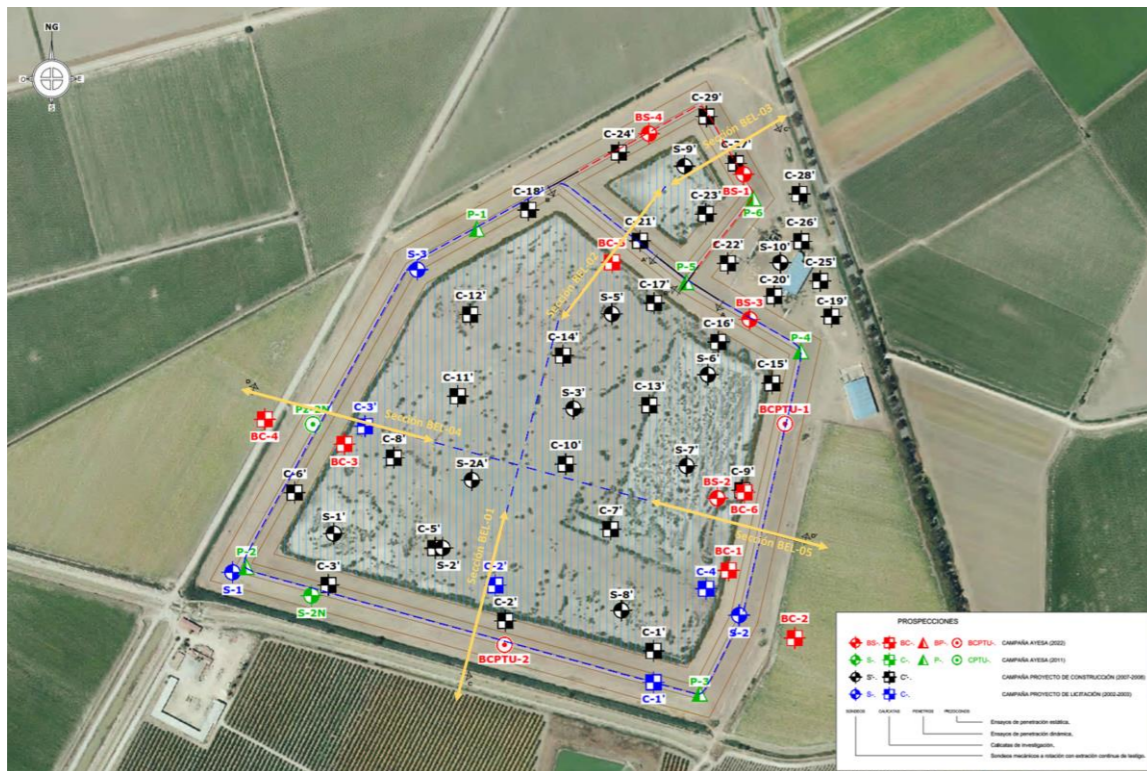 NG
O
E
S
C-29'
BS-4
Sección BEL-03
C-24'
C-27'
S-9'
BS-1
C-28'
C-18'
C-23'
P-6
P-1
C-21'
C-26'
BC-5
C-22'
S-10'
S-3
Sección BEL-02
P-5
C-25'
C-17'
C-20'
C-12'
S-5'
BS-3
C-19'
C-16'
C-14'
P-4
S-6'
C-15'
C-11'
C-13'
S-3'
PZ-2N
C-3'
BCPTU-1
BC-4
Sección BEL-04
BC-3
C-8'
C-10'
S-7'
S-2A'
C-6'
C-9'
BS-2
BC-6
S-1'
Sección BEL-01
C-7'
C-5'
Sección BEL-05
S-2'
P-2
BC-1
S-1
C-3'
C-2'
C-4
S-2N
S-8'
C-2'
S-2
BC-2
C-1'
BCPTU-2
P-3
C-1'
PROSPECCIONES
BS-. BC-. BP-. BCPTU-. CAMPAÑA AYESA (2022)
S-. C-. P-. CPTU-. CAMPAÑA AYESA (2011)
S'-. C'-. CAMPAÑA PROYECTO DE CONSTRUCCIÓN (2007-2008)
S-. C-. CAMPAÑA PROYECTO DE LICITACIÓN (2002-2003)
SONDEOS CALICATAS PENETROS PIEZOCONOS
Ensayos de penetración estática.
Ensayos de penetración dinámica.
Calicatas de investigación.
Sondeos mecánicos a rotación con extracción continua de testigo.